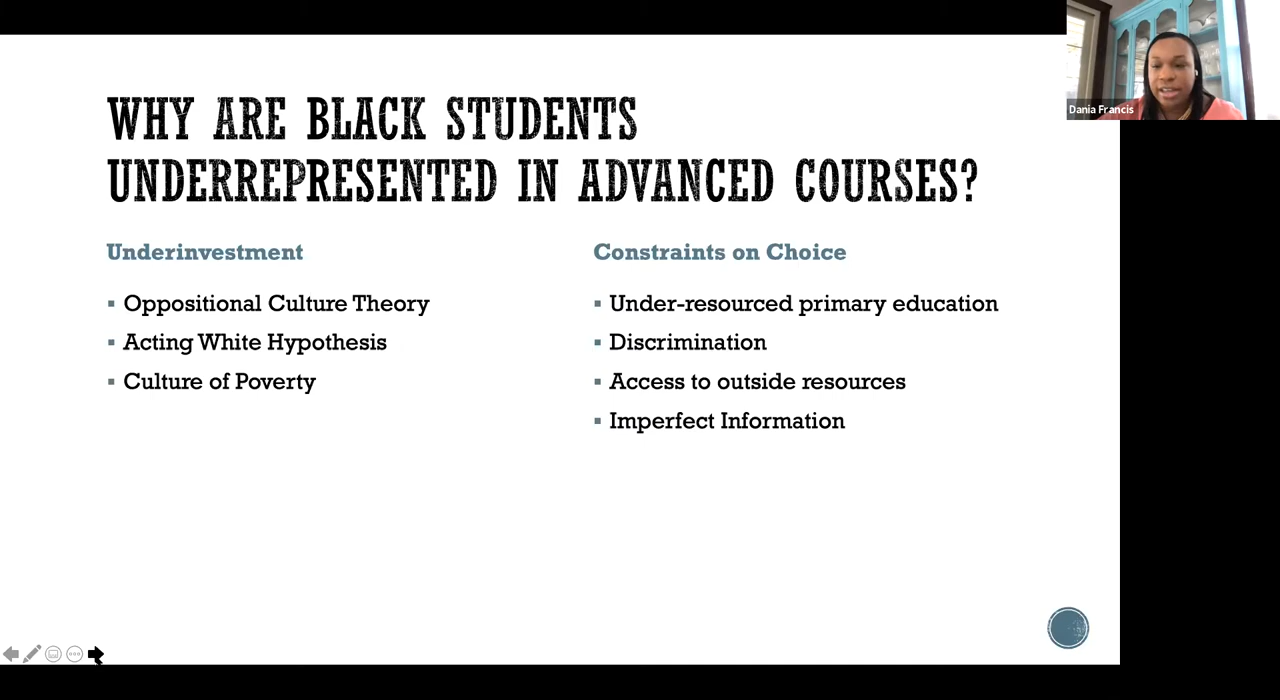 Dania Francis
WHY ARE BLACK STUDENTS
UNDERREPRESENTED IN ADVANCED COURSES?
Underinvestment
▪ Oppositional Culture Theory
▪ Acting White Hypothesis
▪ Culture of Poverty
Constraints on Choice
▪ Under-resourced primary education
▪ Discrimination
▪ Access to outside resources
▪ Imperfect Information